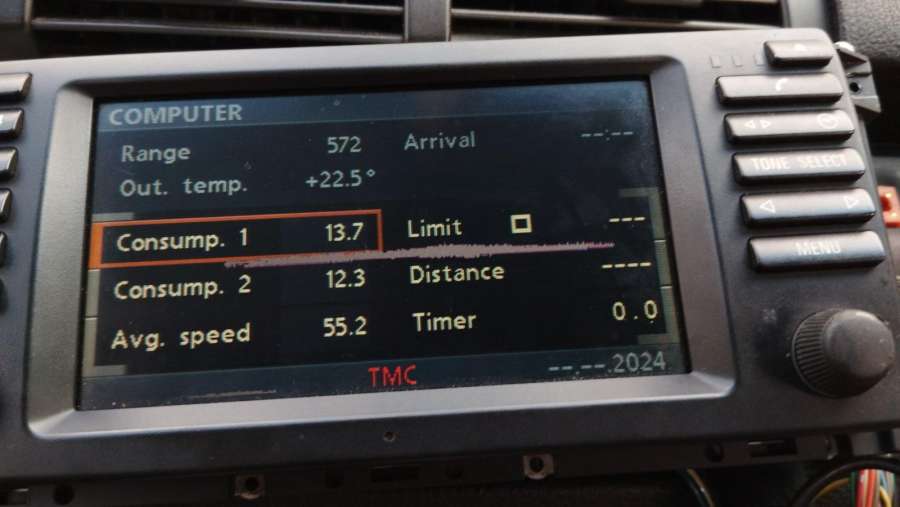 COMPUTER
Range 572 Arrival --:--
Out. temp. +22.5°
Consump. 1 13.7 Limit ---
Consump. 2 12.3 Distance ----
Avg. speed 55.2 Timer 0.0
TMC --.--.2024
TONE SELECT
MENU